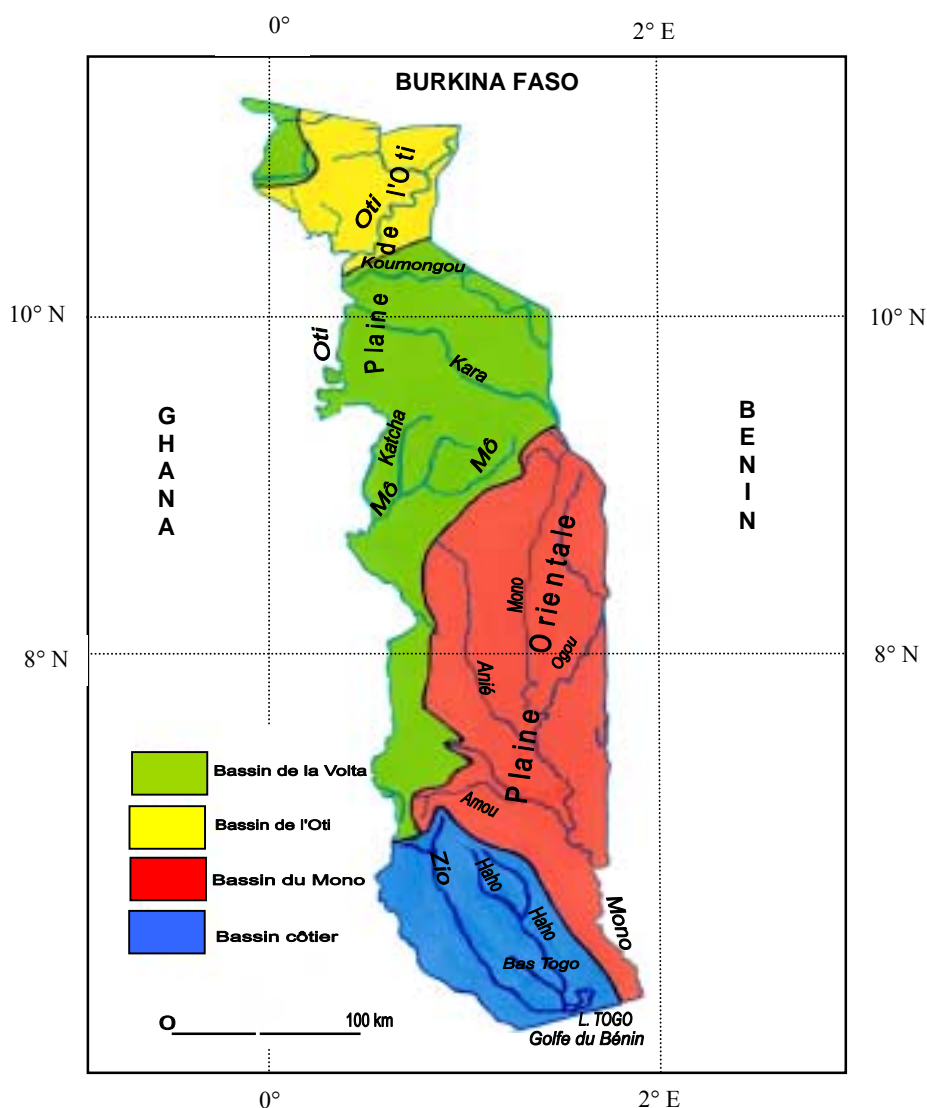 0°
2° E
BURKINA FASO
Oti
Plaine de l'Oti
Koumongou
10° N
10° N
Oti
Kara
GHANA
BENIN
Katcha
Mô
Mô
Mono
Plaine Orientale
Ogou
8° N
8° N
Anié
Bassin de la Volta
Amou
Bassin de l'Oti
Zio
Haho
Bassin du Mono
Haho
Mono
Bassin côtier
Bas Togo
O
100 km
L. TOGO
Golfe du Bénin
0°
2° E